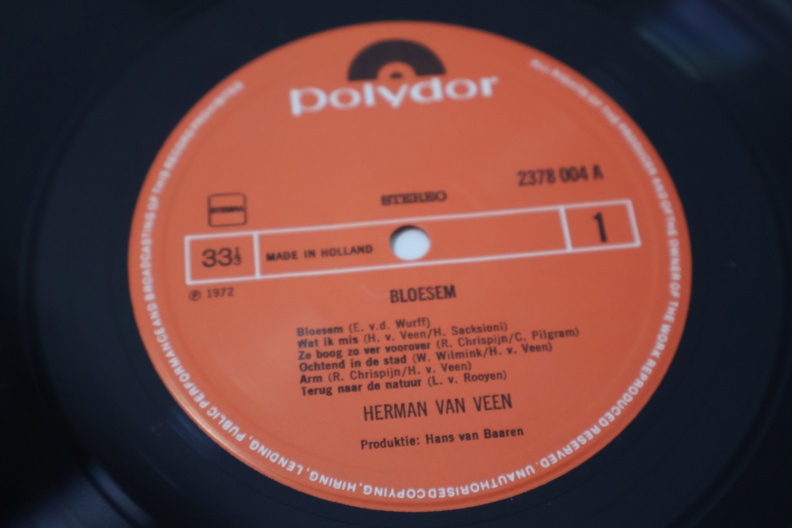 polydor
ALL RIGHTS OF THE PRODUCER AND OF THE OWNER OF THE WORK REPRODUCED RESERVED. UNAUTHORISED COPYING, HIRING, LENDING, PUBLIC PERFORMANCE AND BROADCASTING OF THIS RECORD PROHIBITED
2378 004 A
STEREO
STEMRA
33⅓
MADE IN HOLLAND
1
℗ 1972
BLOESEM
Bloesem (E. v.d. Wurff)
Wat ik mis (H. v. Veen/H. Sacksioni)
Ze boog zo ver voorover (R. Chrispijn/C. Pilgram)
Ochtend in de stad (W. Wilmink/H. v. Veen)
Arm (R. Chrispijn/H. v. Veen)
Terug naar de natuur (L. v. Rooyen)
HERMAN VAN VEEN
Produktie: Hans van Baaren